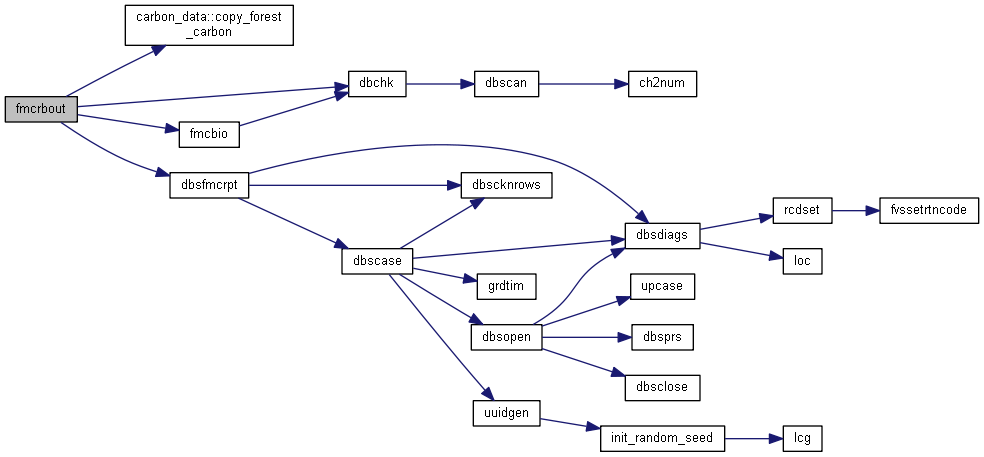 carbon_data::copy_forest
_carbon
dbchk
dbscan
ch2num
fmcrbout
fmcbio
dbsfmcrpt
dbscknrows
rcdset
fvssetrtncode
dbsdiags
dbscase
loc
grdtim
upcase
dbsopen
dbsprs
dbsclose
uuidgen
init_random_seed
lcg